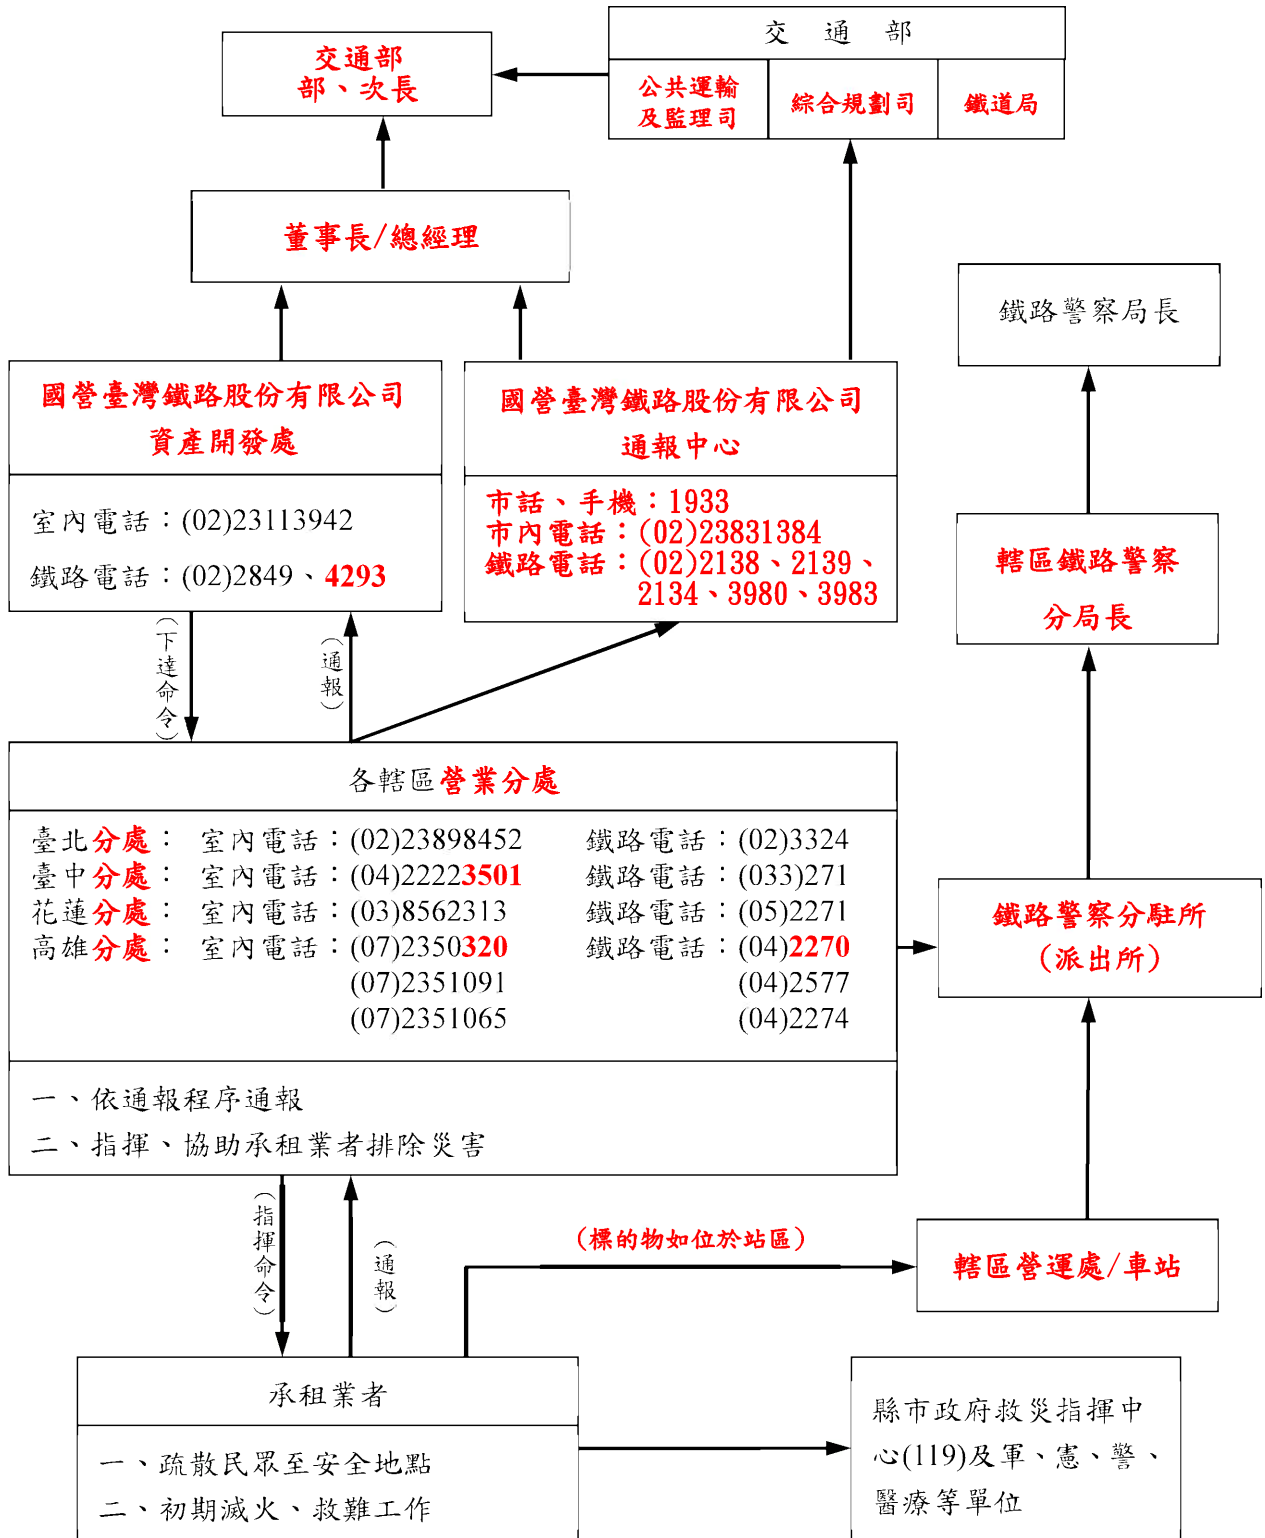 交通部
部、次長
交 通 部
公共運輸
及監理司
綜合規劃司
鐵道局
董事長/總經理
鐵路警察局長
國營臺灣鐵路股份有限公司
資產開發處
室內電話：(02)23113942
鐵路電話：(02)2849、4293
國營臺灣鐵路股份有限公司
通報中心
市話、手機：1933
市內電話：(02)23831384
鐵路電話：(02)2138、2139、
2134、3980、3983
轄區鐵路警察
分局長
(下達命令)
(通報)
各轄區營業分處
臺北分處： 室內電話：(02)23898452 鐵路電話：(02)3324
臺中分處： 室內電話：(04)22223501 鐵路電話：(033)271
花蓮分處： 室內電話：(03)8562313 鐵路電話：(05)2271
高雄分處： 室內電話：(07)2350320 鐵路電話：(04)2270
(07)2351091 (04)2577
(07)2351065 (04)2274
一、依通報程序通報
二、指揮、協助承租業者排除災害
鐵路警察分駐所
(派出所)
(指揮命令)
(通報)
(標的物如位於站區)
轄區營運處/車站
承租業者
一、疏散民眾至安全地點
二、初期滅火、救難工作
縣市政府救災指揮中
心(119)及軍、憲、警、
醫療等單位